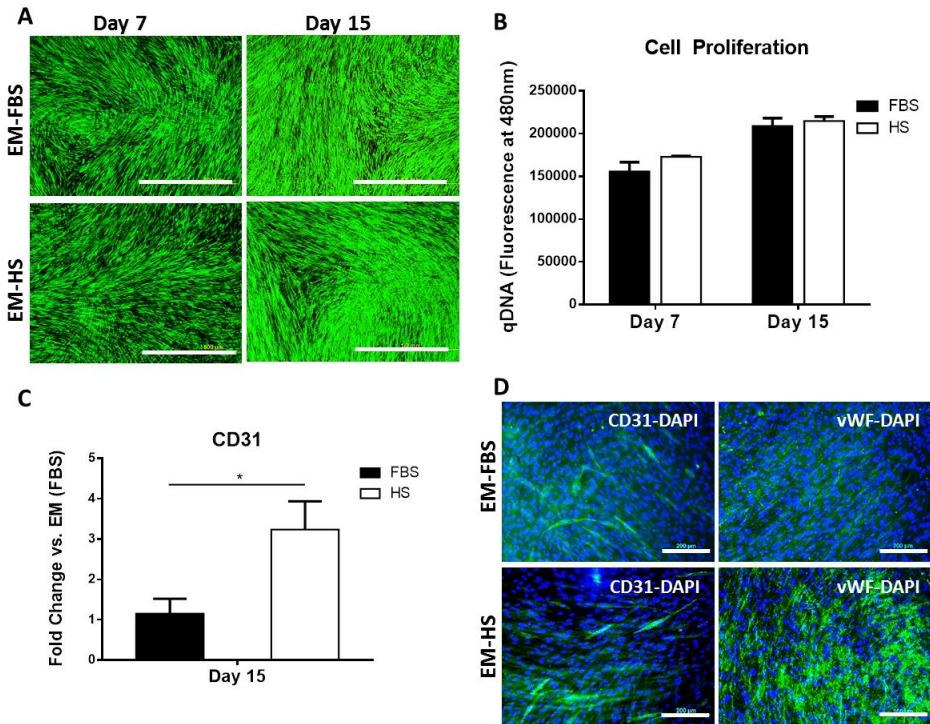 A
Day 7
Day 15
EM-FBS
EM-HS
B
Cell Proliferation
qDNA (Fluorescence at 480nm)
250000
200000
150000
100000
50000
0
Day 7
Day 15
FBS
HS
C
CD31
Fold Change vs. EM (FBS)
5
4
3
2
1
0
*
Day 15
FBS
HS
D
EM-FBS
CD31-DAPI
vWF-DAPI
200 µm
200 µm
EM-HS
CD31-DAPI
vWF-DAPI
200 µm